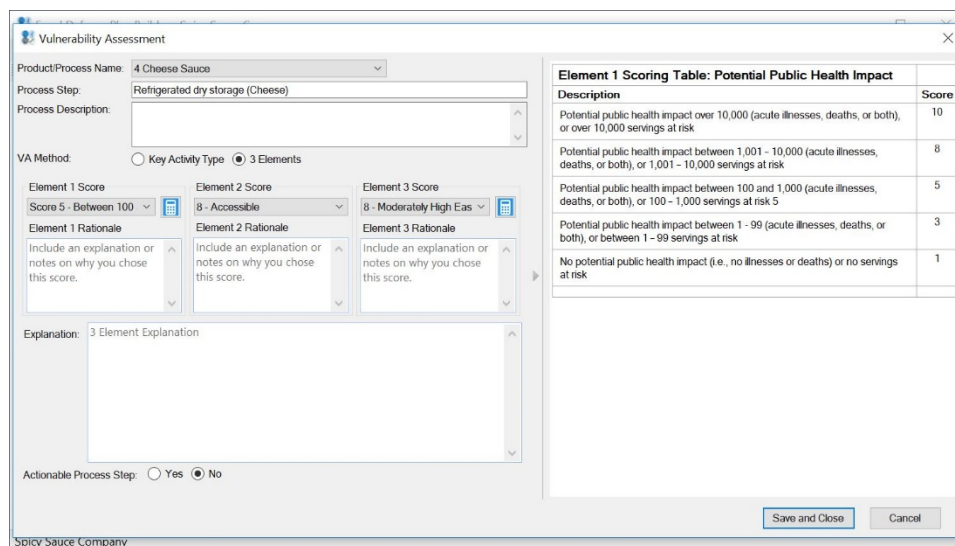 Vulnerability Assessment
Product/Process Name: 4 Cheese Sauce
Process Step: Refrigerated dry storage (Cheese)
Process Description:
VA Method: Key Activity Type 3 Elements
Element 1 Score Element 2 Score Element 3 Score
Score 5 - Between 100 8 - Accessible 8 - Moderately High Eas
Element 1 Rationale Element 2 Rationale Element 3 Rationale
Include an explanation or Include an explanation or Include an explanation or
notes on why you chose notes on why you chose notes on why you chose
this score. this score. this score.
Explanation: 3 Element Explanation
Actionable Process Step: Yes No
Element 1 Scoring Table: Potential Public Health Impact
Description Score
Potential public health impact over 10,000 (acute illnesses, deaths, or both), 10
or over 10,000 servings at risk
Potential public health impact between 1,001 - 10,000 (acute illnesses, 8
deaths, or both), or 1,001 - 10,000 servings at risk
Potential public health impact between 100 and 1,000 (acute illnesses, 5
deaths, or both), or 100 - 1,000 servings at risk 5
Potential public health impact between 1 - 99 (acute illnesses, deaths, or 3
both), or between 1 - 99 servings at risk
No potential public health impact (i.e., no illnesses or deaths) or no servings 1
at risk
Save and Close Cancel
Spicy Sauce Company